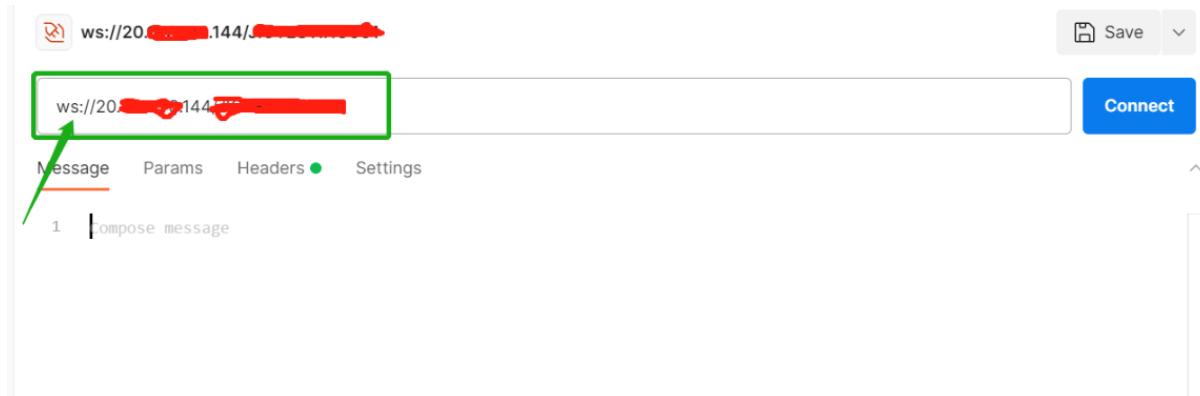 ws://20. .144/
Save
ws://20. .144
Connect
Message Params Headers Settings
1 Compose message